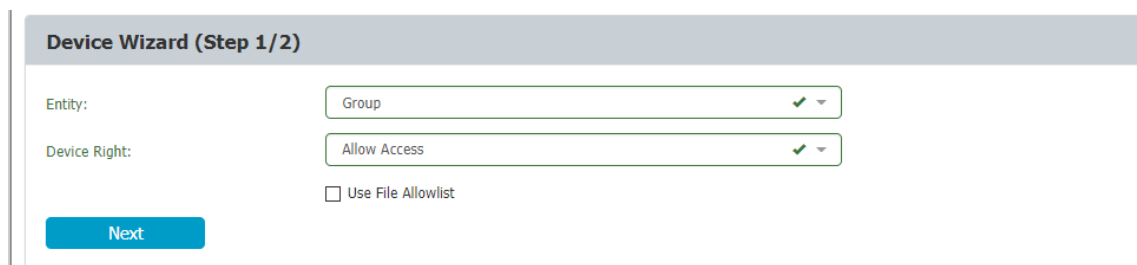 Device Wizard (Step 1/2)
Entity:
Group
Device Right:
Allow Access
Use File Allowlist
Next